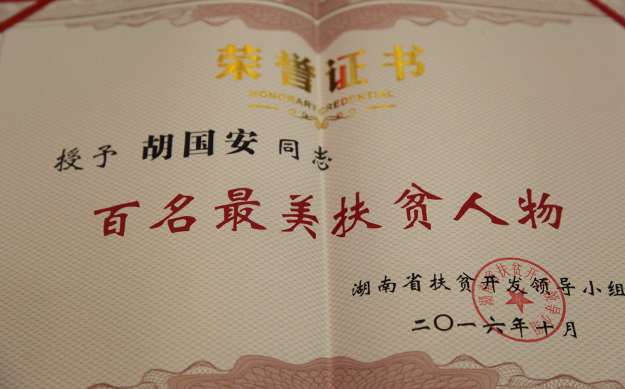 荣誉证书
HONORARY CREDENTIAL
授予 胡国安 同志
百名最美扶贫人物
湖南省扶贫开发领导小组
二〇一六年十月